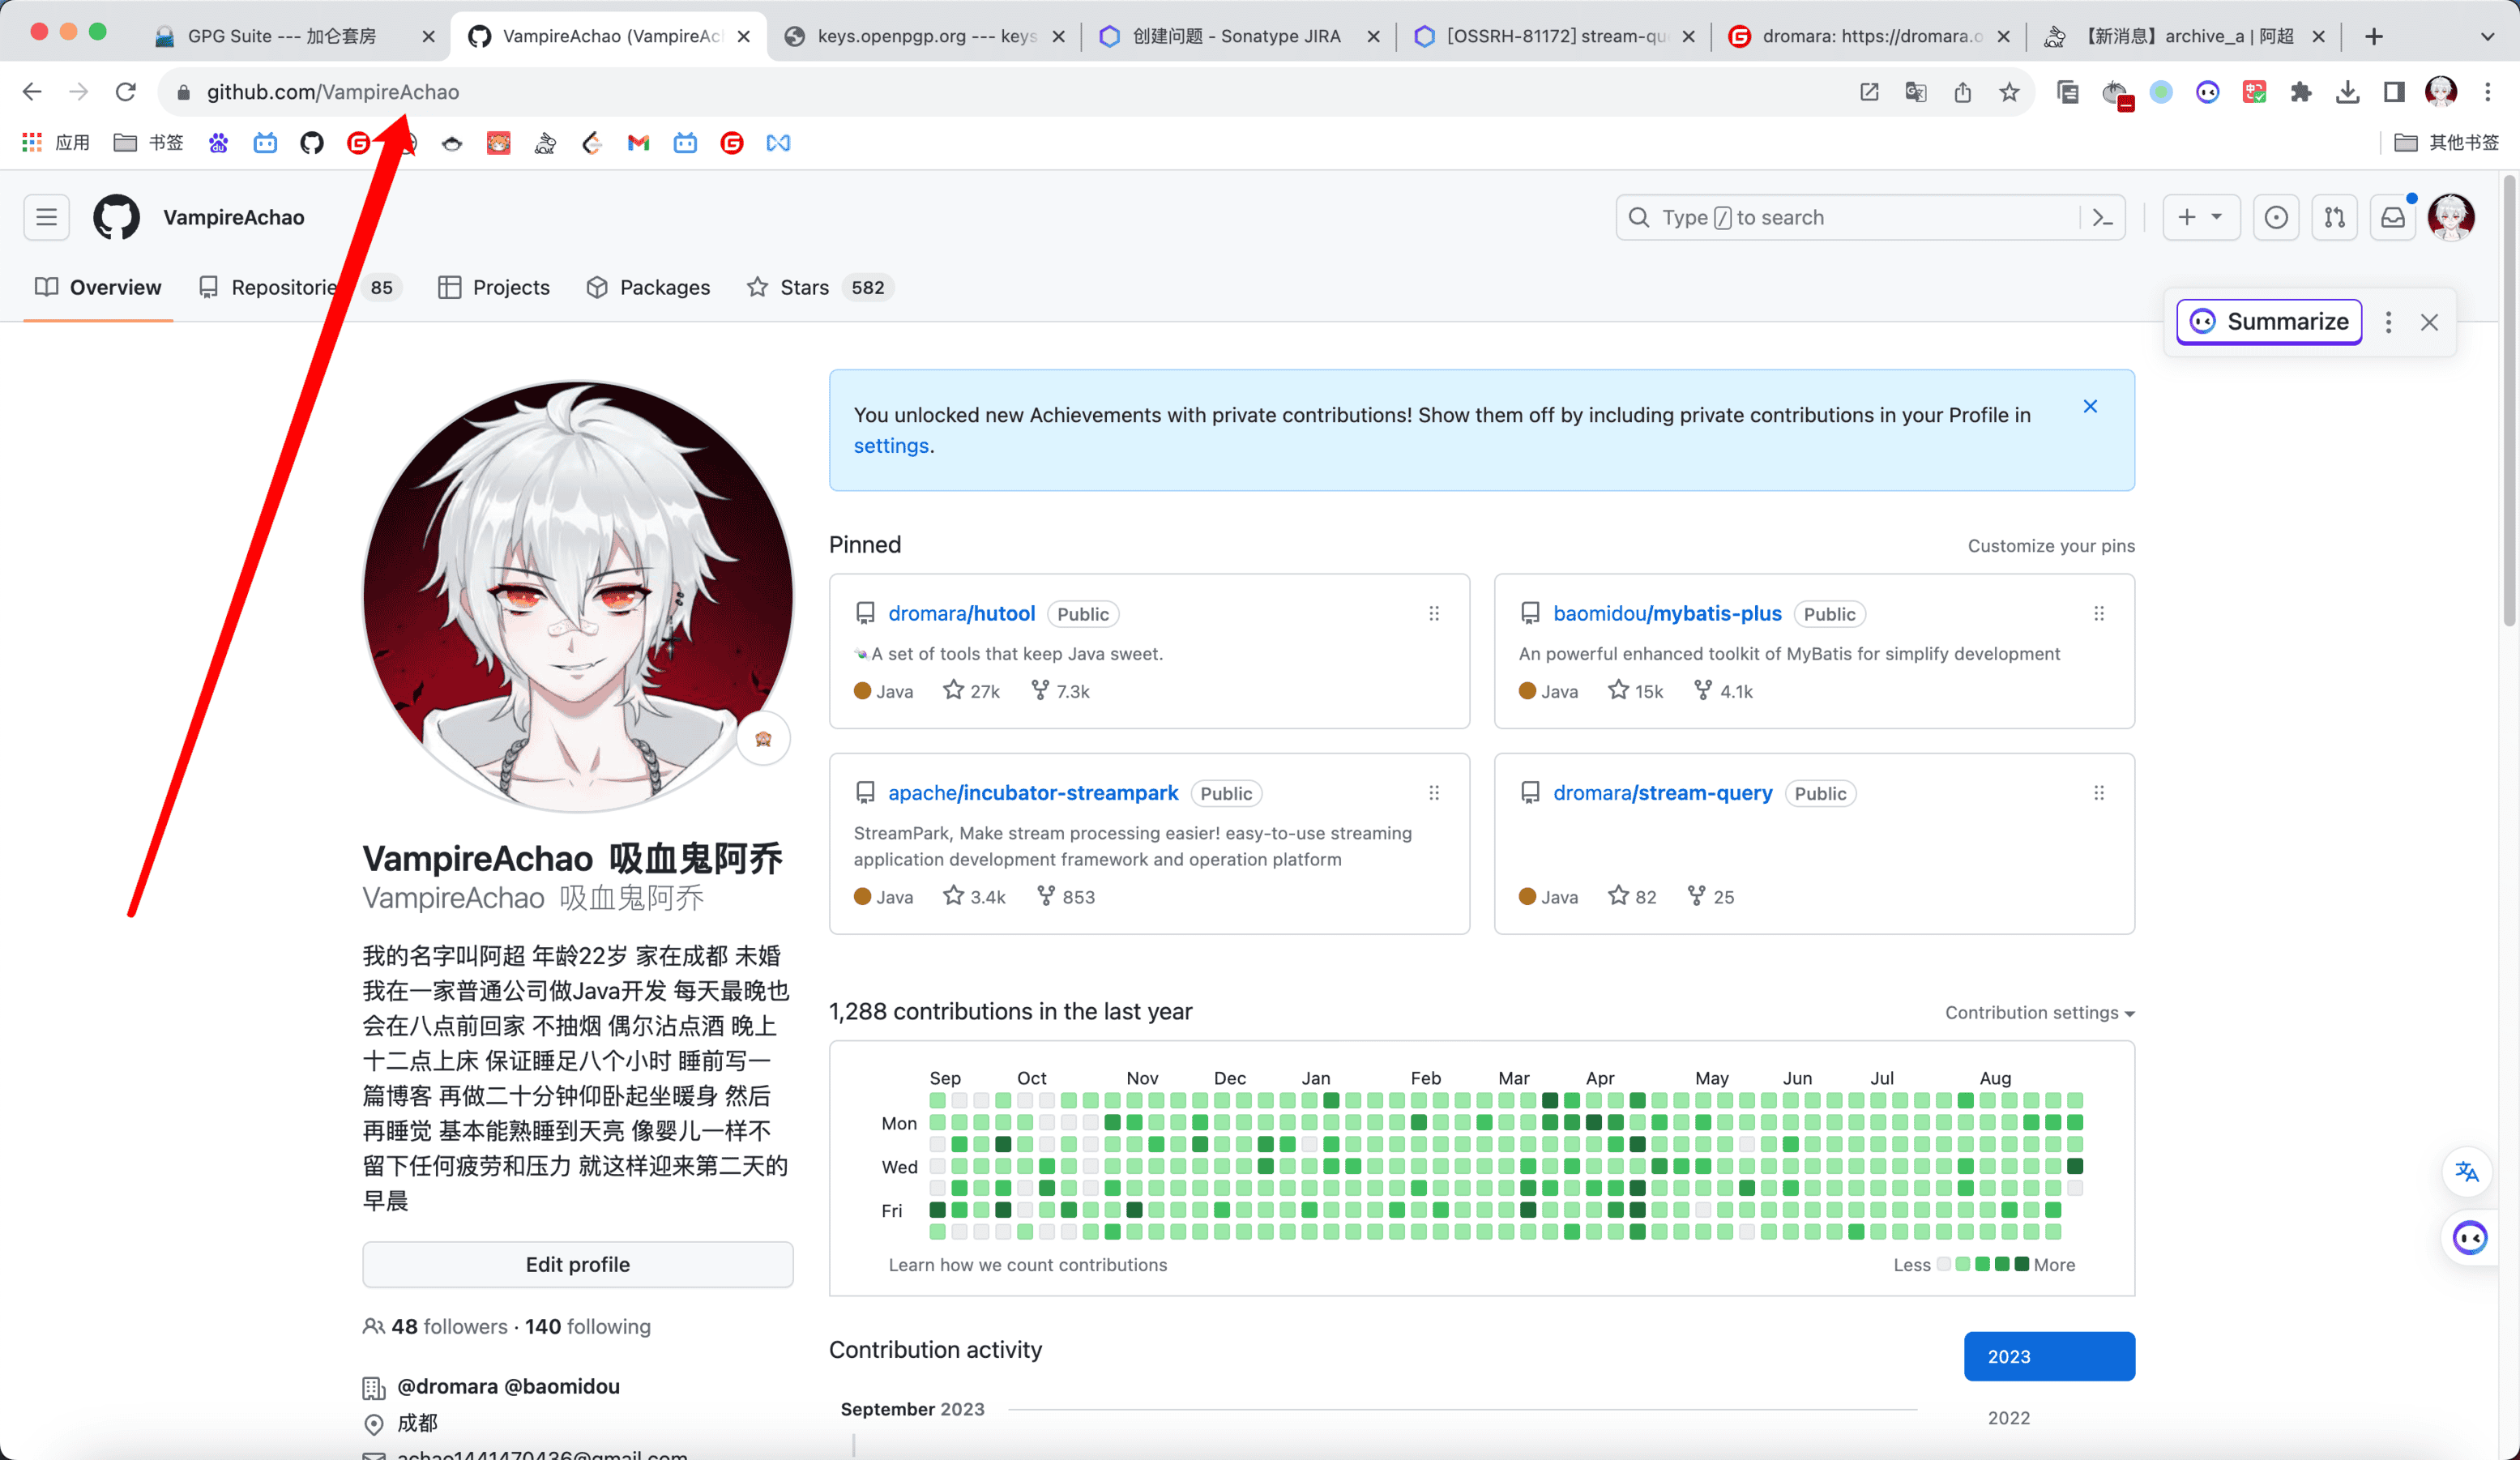 GPG Suite --- 加仑套房
VampireAchao (VampireAc
keys.openpgp.org --- keys
创建问题 - Sonatype JIRA
[OSSRH-81172] stream-qu
dromara: https://dromara.o
【新消息】archive_a | 阿超
github.com/VampireAchao
应用
书签
其他书签
VampireAchao
Type / to search
Overview
Repositorie
85
Projects
Packages
Stars
582
Summarize
You unlocked new Achievements with private contributions! Show them off by including private contributions in your Profile in
settings.
Pinned
Customize your pins
dromara/hutool Public
A set of tools that keep Java sweet.
Java 27k 7.3k
baomidou/mybatis-plus Public
An powerful enhanced toolkit of MyBatis for simplify development
Java 15k 4.1k
apache/incubator-streampark Public
StreamPark, Make stream processing easier! easy-to-use streaming
application development framework and operation platform
Java 3.4k 853
dromara/stream-query Public
Java 82 25
VampireAchao 吸血鬼阿乔
VampireAchao 吸血鬼阿乔
我的名字叫阿超 年龄22岁 家在成都 未婚
我在一家普通公司做Java开发 每天最晚也
会在八点前回家 不抽烟 偶尔沾点酒 晚上
十二点上床 保证睡足八个小时 睡前写一
篇博客 再做二十分钟仰卧起坐暖身 然后
再睡觉 基本能熟睡到天亮 像婴儿一样不
留下任何疲劳和压力 就这样迎来第二天的
早晨
Edit profile
48 followers · 140 following
@dromara @baomidou
成都
achao1441470436@gmail.com
1,288 contributions in the last year
Contribution settings
Sep Oct Nov Dec Jan Feb Mar Apr May Jun Jul Aug
Mon
Wed
Fri
Learn how we count contributions
Less More
Contribution activity
2023
September 2023
2022